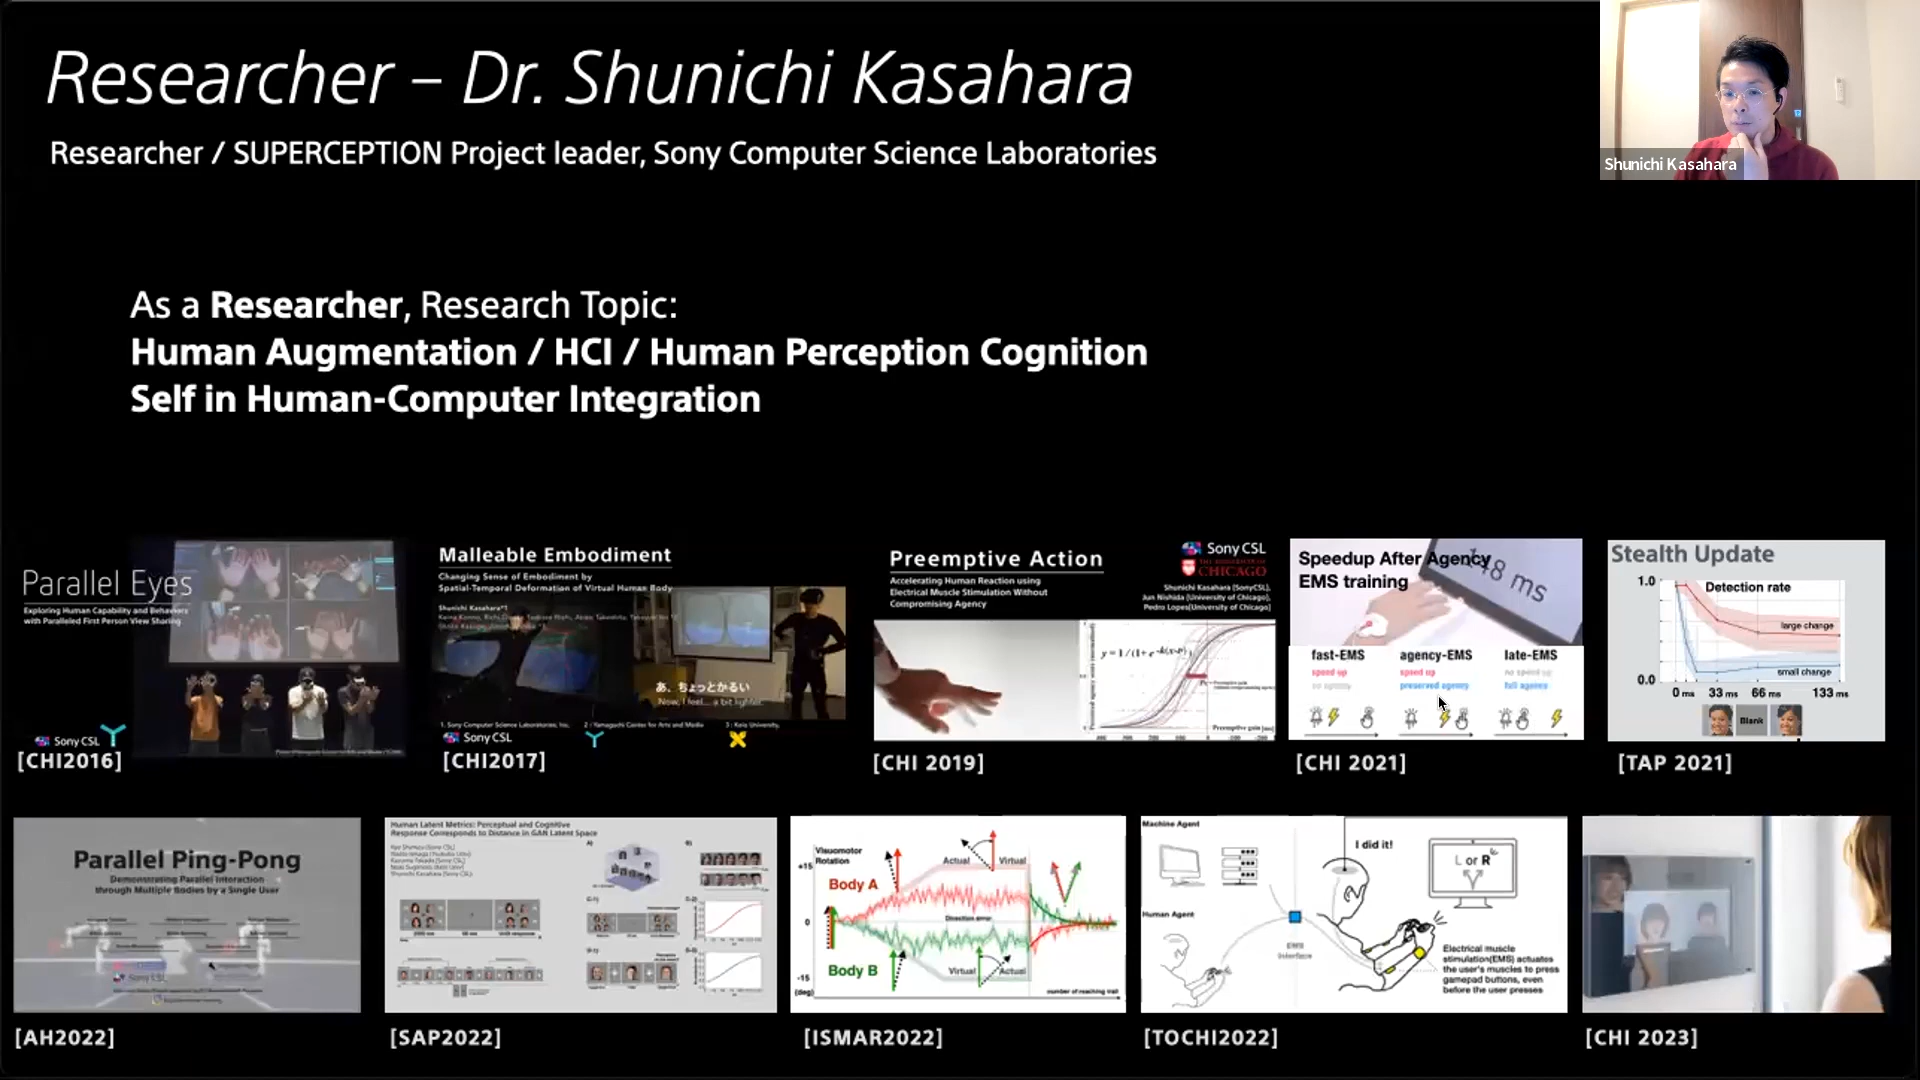 Researcher – Dr. Shunichi Kasahara
Researcher / SUPERCEPTION Project leader, Sony Computer Science Laboratories
Shunichi Kasahara
As a Researcher, Research Topic:
Human Augmentation / HCI / Human Perception Cognition
Self in Human-Computer Integration
Parallel Eyes
Exploring Human Capability and Behaviors
with Paralleled First Person View Sharing
Sony CSL
[CHI2016]
Malleable Embodiment
Changing Sense of Embodiment by
Spatial-Temporal Deformation of Virtual Human Body
Shunichi Kasahara*1
あ、ちょっとかるい
Now, I feel... a bit lighter.
1. Sony Computer Science Laboratories, Inc.
2 / Yamaguchi Center for Arts and Media
3 : Keio University,
Sony CSL
[CHI2017]
Preemptive Action
Accelerating Human Reaction using
Electrical Muscle Stimulation Without
Compromising Agency
Sony CSL
THE UNIVERSITY OF
CHICAGO
Shunichi Kasahara [SonyCSL],
Jun Nishida [University of Chicago],
Pedro Lopes[University of Chicago]
Preemptive gain [ms]
[CHI 2019]
Speedup After Agency
EMS training
148 ms
fast-EMS
speed up
no agency
agency-EMS
speed up
preserved agency
late-EMS
no speed up
full agency
[CHI 2021]
Stealth Update
1.0
Detection rate
large change
small change
0.0
0 ms 33 ms 66 ms 133 ms
Blank
[TAP 2021]
Parallel Ping-Pong
Demonstrating Parallel Interaction
through Multiple Bodies by a Single User
Sony CSL
[AH2022]
Human Latent Metrics: Perceptual and Cognitive
Response Corresponds to Distance in GAN Latent Space
[SAP2022]
Visuomotor
Rotation
+15
Actual
Virtual
Body A
0
Direction error
Body B
Virtual
Actual
-15
(deg)
number of reaching trial
[ISMAR2022]
Machine Agent
I did it!
L or R
Human Agent
EMS
interface
Electrical muscle
stimulation(EMS) actuates
the user's muscles to press
gamepad buttons, even
before the user presses
[TOCHI2022]
[CHI 2023]